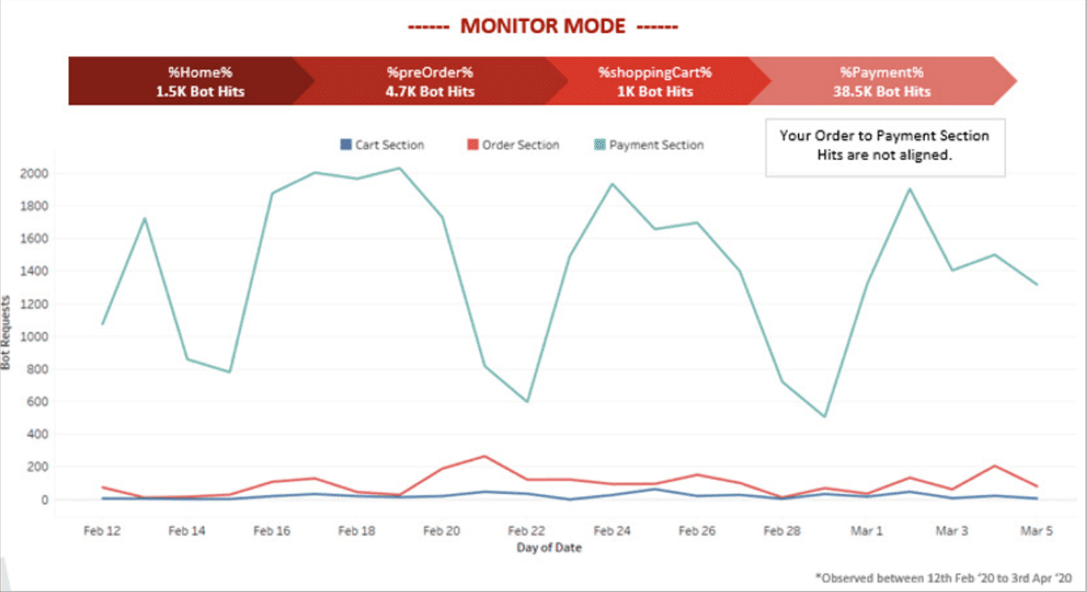 ------ MONITOR MODE ------
%Home%
1.5K Bot Hits
%preOrder%
4.7K Bot Hits
%shoppingCart%
1K Bot Hits
%Payment%
38.5K Bot Hits
Cart Section
Order Section
Payment Section
Your Order to Payment Section
Hits are not aligned.
Bot Requests
2000
1800
1600
1400
1200
1000
800
600
400
200
0
Feb 12
Feb 14
Feb 16
Feb 18
Feb 20
Feb 22
Feb 24
Feb 26
Feb 28
Mar 1
Mar 3
Mar 5
Day of Date
*Observed between 12th Feb ‘20 to 3rd Apr ‘20